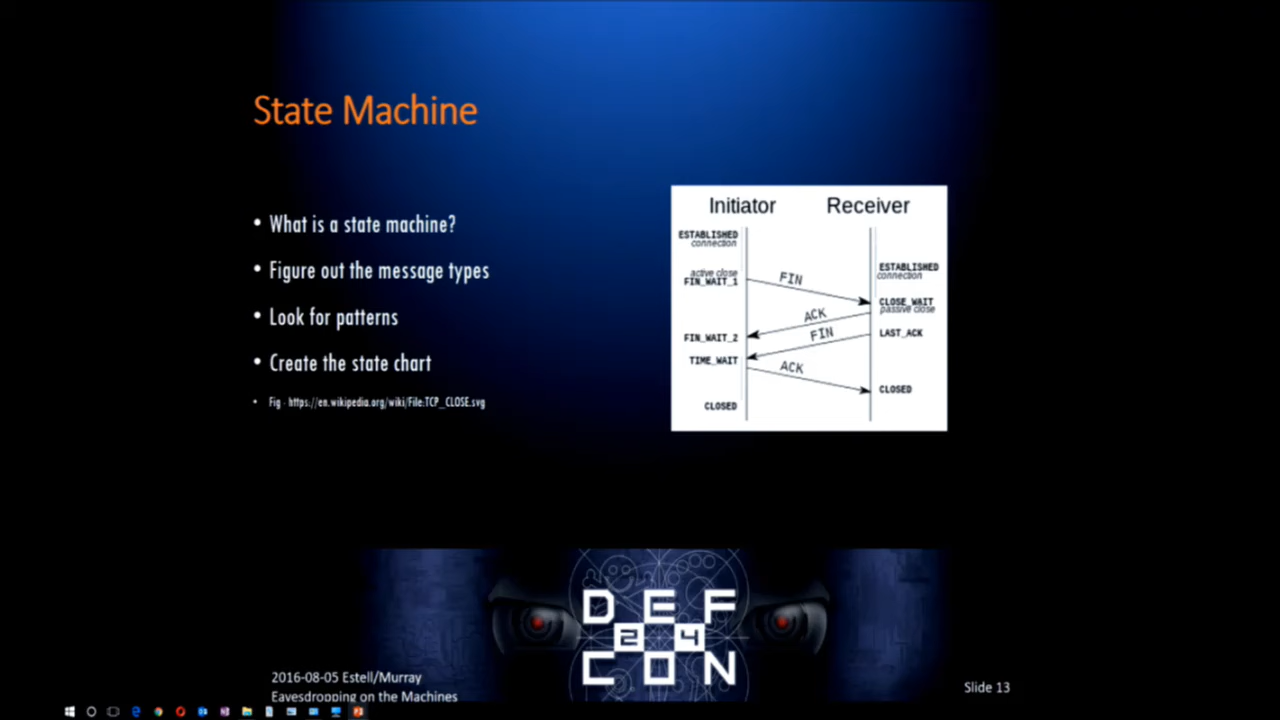 State Machine
• What is a state machine?
• Figure out the message types
• Look for patterns
• Create the state chart
• Fig - https://en.wikipedia.org/wiki/File:TCP_CLOSE.svg
Initiator Receiver
ESTABLISHED
connection
ESTABLISHED
connection
active close
FIN_WAIT_1
FIN
CLOSE_WAIT
passive close
ACK
FIN_WAIT_2
FIN
LAST_ACK
TIME_WAIT
ACK
CLOSED
CLOSED
DEF
24
CON
2016-08-05 Estell/Murray
Eavesdropping on the Machines
Slide 13